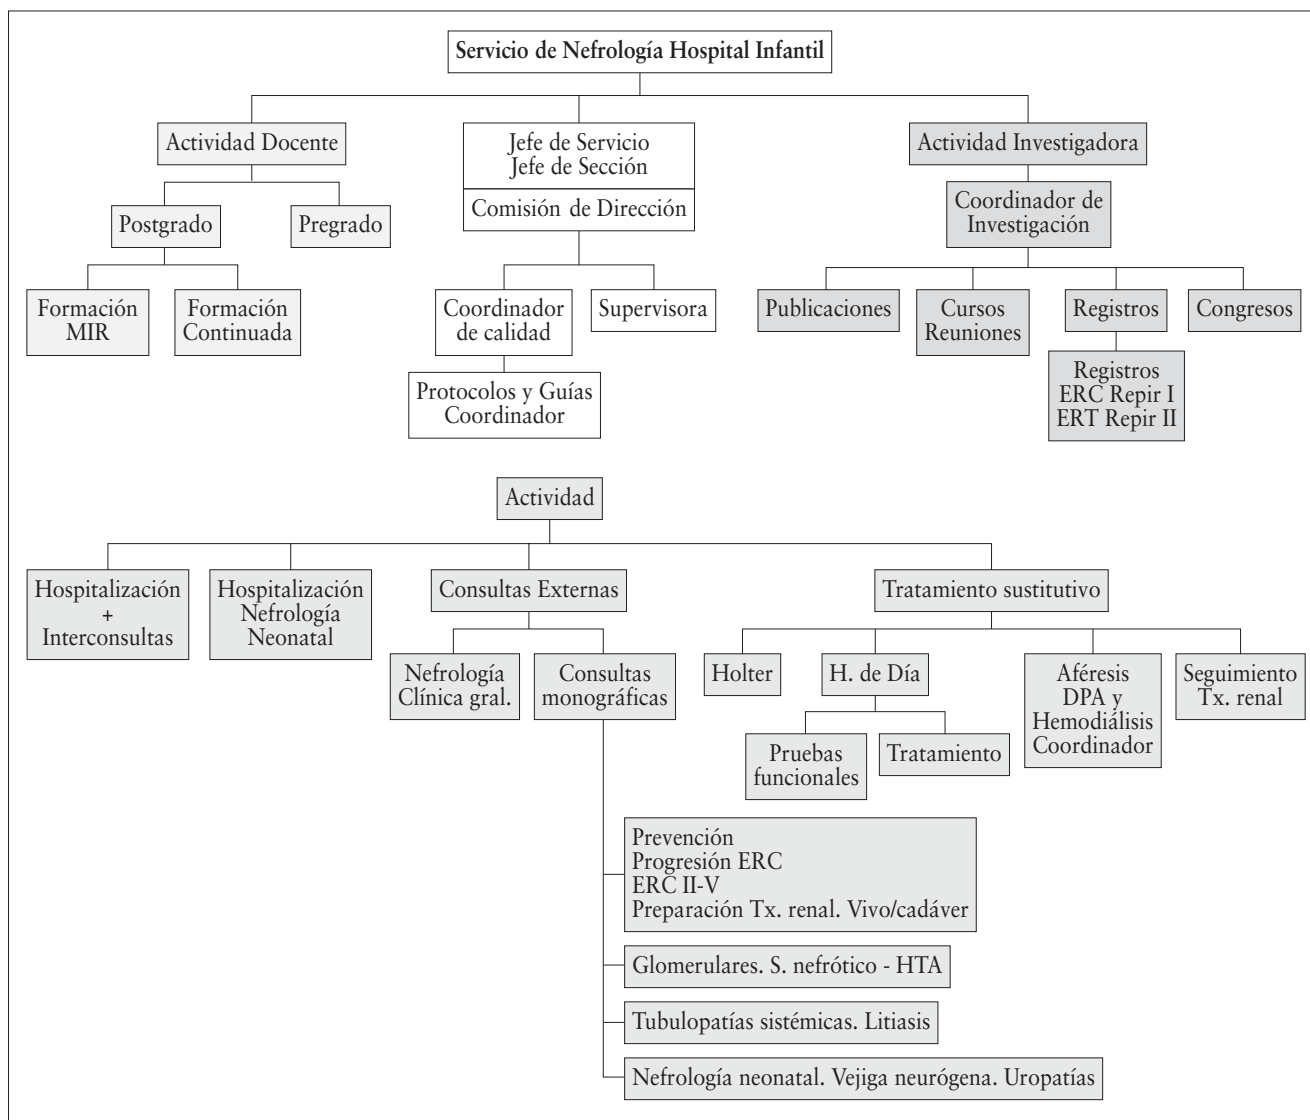 Servicio de Nefrología Hospital Infantil
Actividad Docente
Jefe de Servicio
Jefe de Sección
Comisión de Dirección
Actividad Investigadora
Postgrado
Pregrado
Coordinador de
Investigación
Formación
MIR
Formación
Continuada
Coordinador
de calidad
Supervisora
Publicaciones
Cursos
Reuniones
Registros
Congresos
Protocolos y Guías
Coordinador
Registros
ERC Repir I
ERT Repir II
Actividad
Hospitalización
+
Interconsultas
Hospitalización
Nefrología
Neonatal
Consultas Externas
Tratamiento sustitutivo
Nefrología
Clínica gral.
Consultas
monográficas
Holter
H. de Día
Aféresis
DPA y
Hemodiálisis
Coordinador
Seguimiento
Tx. renal
Pruebas
funcionales
Tratamiento
Prevención
Progresión ERC
ERC II-V
Preparación Tx. renal. Vivo/cadáver
Glomerulares. S. nefrótico - HTA
Tubulopatías sistémicas. Litiasis
Nefrología neonatal. Vejiga neurógena. Uropatías